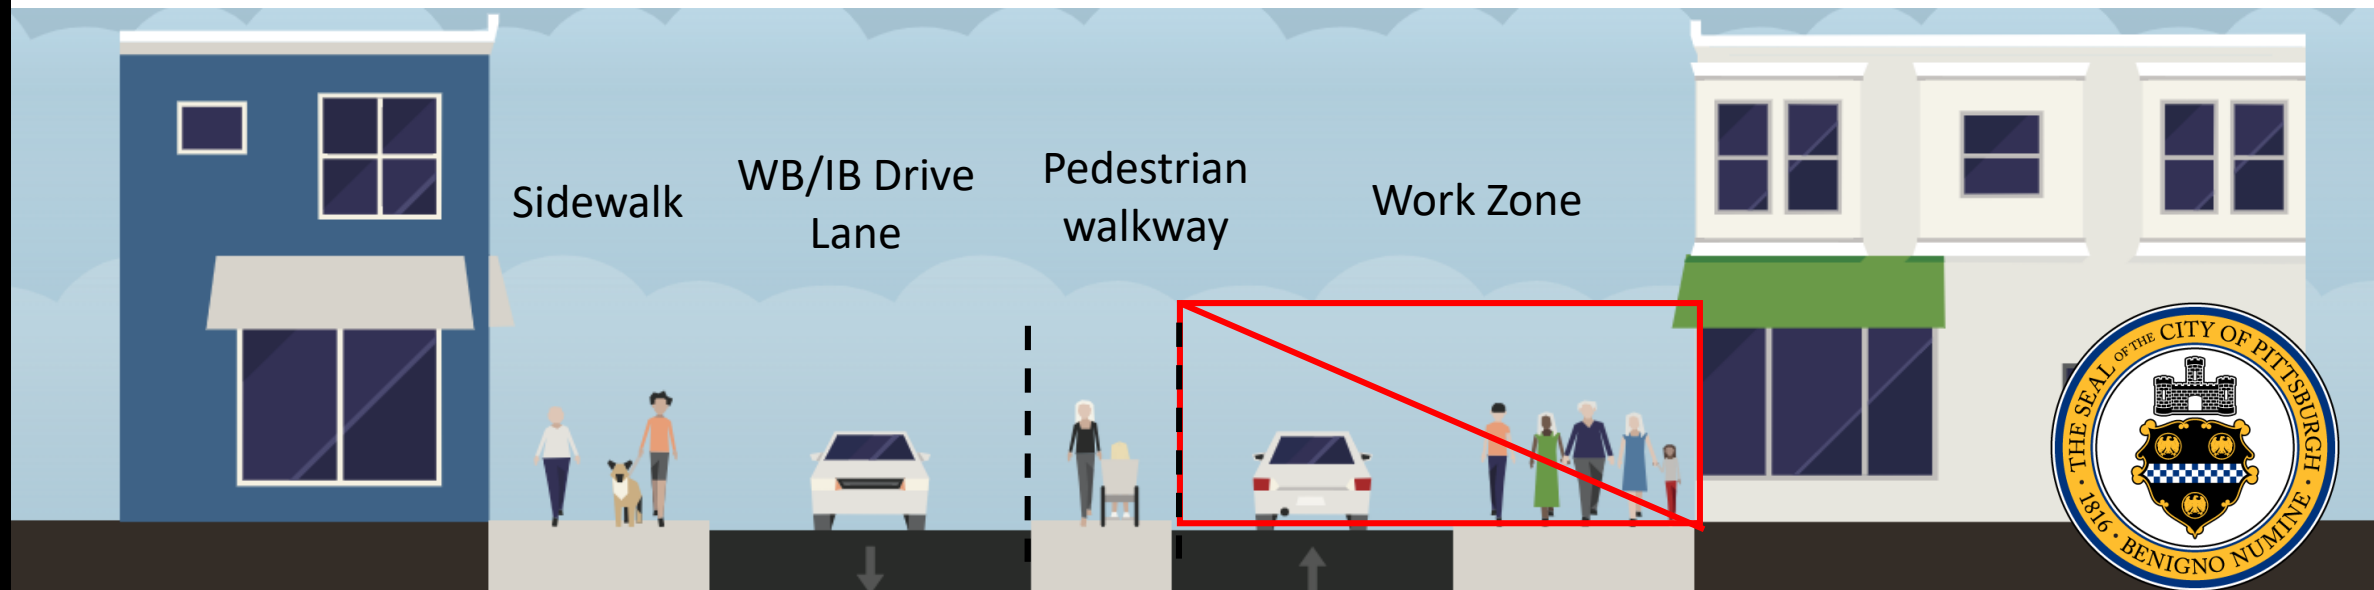 Sidewalk
WB/IB Drive
Lane
Pedestrian
walkway
Work Zone
THE SEAL OF THE CITY OF PITTSBURGH
· 1816 · BENIGNO NUMINE ·